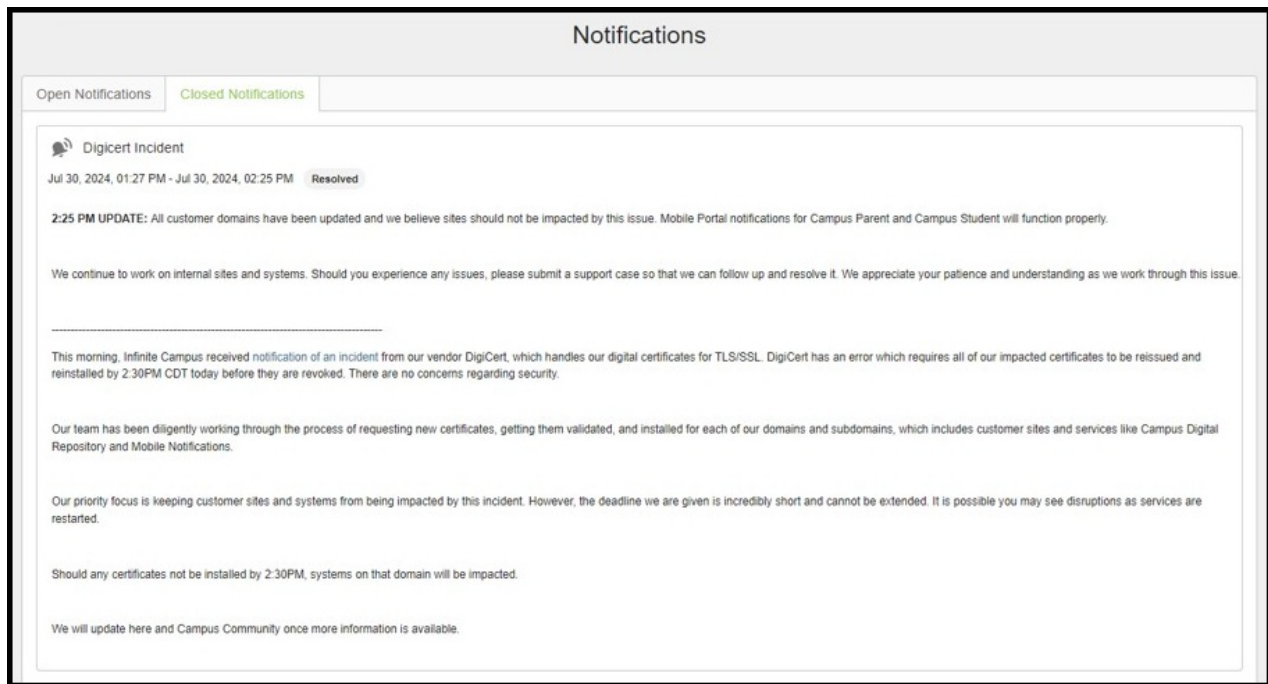 Notifications
Open Notifications
Closed Notifications
Digicert Incident
Jul 30, 2024, 01:27 PM - Jul 30, 2024, 02:25 PM Resolved
2:25 PM UPDATE: All customer domains have been updated and we believe sites should not be impacted by this issue. Mobile Portal notifications for Campus Parent and Campus Student will function properly.
We continue to work on internal sites and systems. Should you experience any issues, please submit a support case so that we can follow up and resolve it. We appreciate your patience and understanding as we work through this issue.
--------------------------------------------------------------------------------
This morning, Infinite Campus received notification of an incident from our vendor DigiCert, which handles our digital certificates for TLS/SSL. DigiCert has an error which requires all of our impacted certificates to be reissued and
reinstalled by 2:30PM CDT today before they are revoked. There are no concerns regarding security.
Our team has been diligently working through the process of requesting new certificates, getting them validated, and installed for each of our domains and subdomains, which includes customer sites and services like Campus Digital
Repository and Mobile Notifications.
Our priority focus is keeping customer sites and systems from being impacted by this incident. However, the deadline we are given is incredibly short and cannot be extended. It is possible you may see disruptions as services are
restarted.
Should any certificates not be installed by 2:30PM, systems on that domain will be impacted.
We will update here and Campus Community once more information is available.